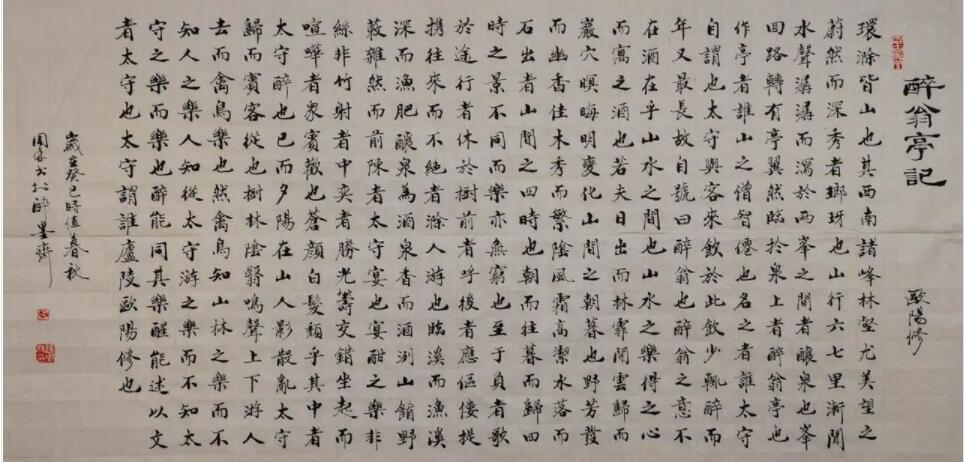 醉翁亭記
歐陽修
環滁皆山也其西南諸峰林壑尤美望之
蔚然而深秀者瑯玡也山行六七里漸聞
水聲潺潺而瀉於兩峯之間者釀泉也峯
回路轉有亭翼然臨於泉上者醉翁亭也
作亭者誰山之僧智僊也名之者誰太守
自謂也太守與客來飲於此飲少輒醉而
年又最長故自號曰醉翁也醉翁之意不
在酒在乎山水之間也山水之樂得之心
而寓之酒也若夫日出而林霏開雲歸而
巖穴暝晦明變化山間之朝暮也野芳發
而幽香佳木秀而繁陰風霜高潔水落而
石出者山間之四時也朝而往暮而歸四
時之景不同而樂亦無窮也至于負者歌
於途行者休於樹前者呼後者應傴僂提
携往來而不絕者滁人游也臨溪而漁溪
深而漁肥釀泉為酒泉香而酒洌山餚野
蔌雜然而前陳者太守宴也宴酣之樂非
絲非竹射者中奕者勝光籌交錯坐起而
喧嘩者眾賓歡也蒼顏白髮頹乎其中者
太守醉也已而夕陽在山人影散亂太守
歸而賓客從也樹林陰翳鳴聲上下游人
去而禽鳥樂也然禽鳥知山林之樂而不
知人之樂人知從太守游之樂而不知太
守之樂而樂也醉能同其樂醒能述以文
者太守也太守謂誰廬陵歐陽修也
歲在癸巳時值春秋
周书於醉墨齋